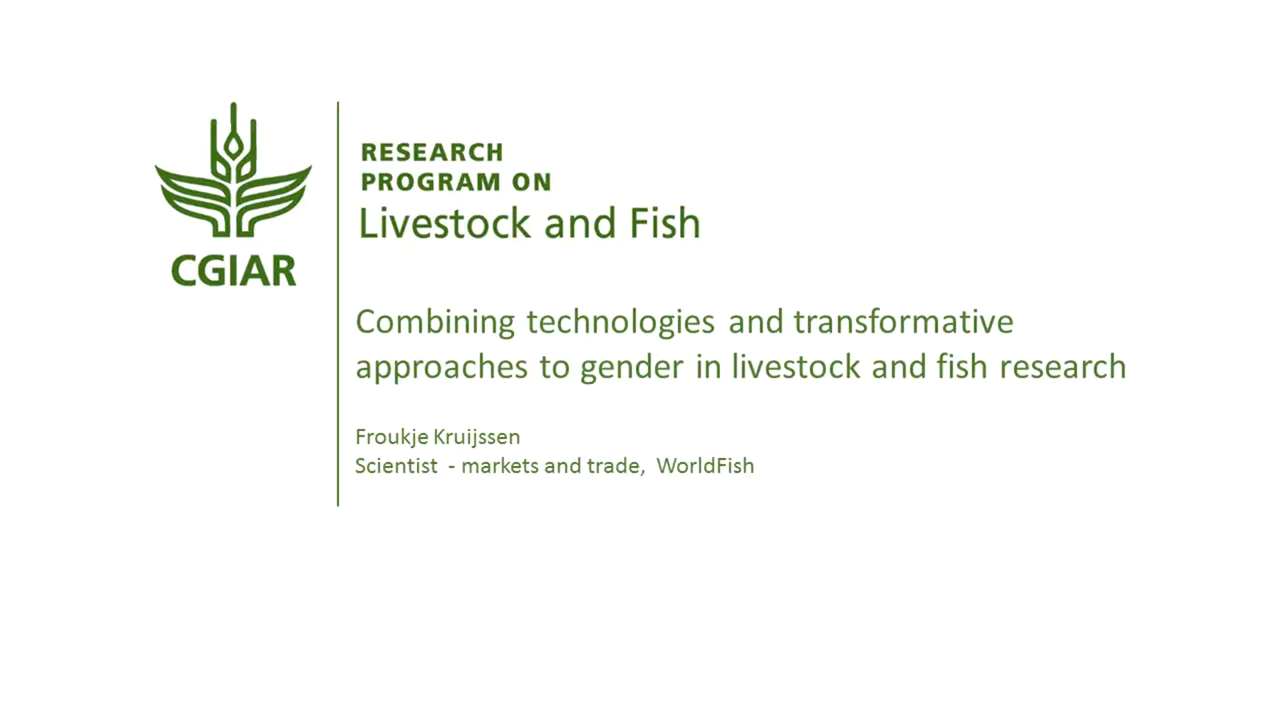 CGIAR
RESEARCH
PROGRAM ON
Livestock and Fish
Combining technologies and transformative
approaches to gender in livestock and fish research
Froukje Kruijssen
Scientist - markets and trade, WorldFish